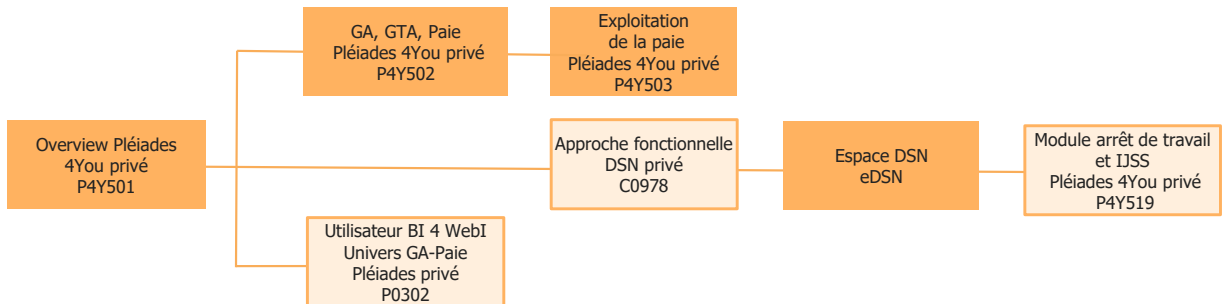 Overview Pléiades
4You privé
P4Y501
GA, GTA, Paie
Pléiades 4You privé
P4Y502
Exploitation
de la paie
Pléiades 4You privé
P4Y503
Approche fonctionnelle
DSN privé
C0978
Espace DSN
eDSN
Module arrêt de travail
et IJSS
Pléiades 4You privé
P4Y519
Utilisateur BI 4 WebI
Univers GA-Paie
Pléiades privé
P0302